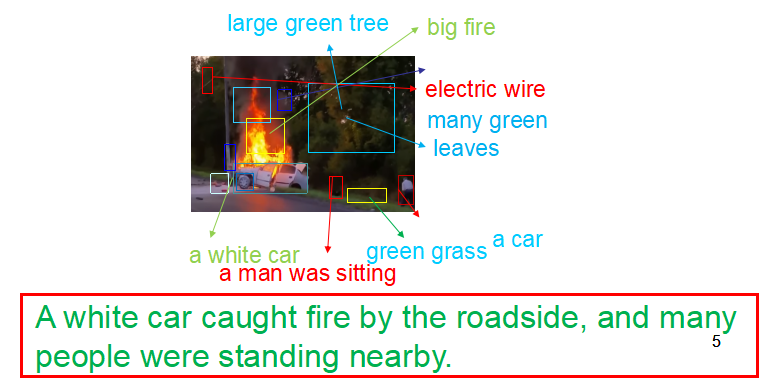 large green tree
big fire
electric wire
many green
leaves
a white car
green grass
a car
a man was sitting
A white car caught fire by the roadside, and many
people were standing nearby.
5